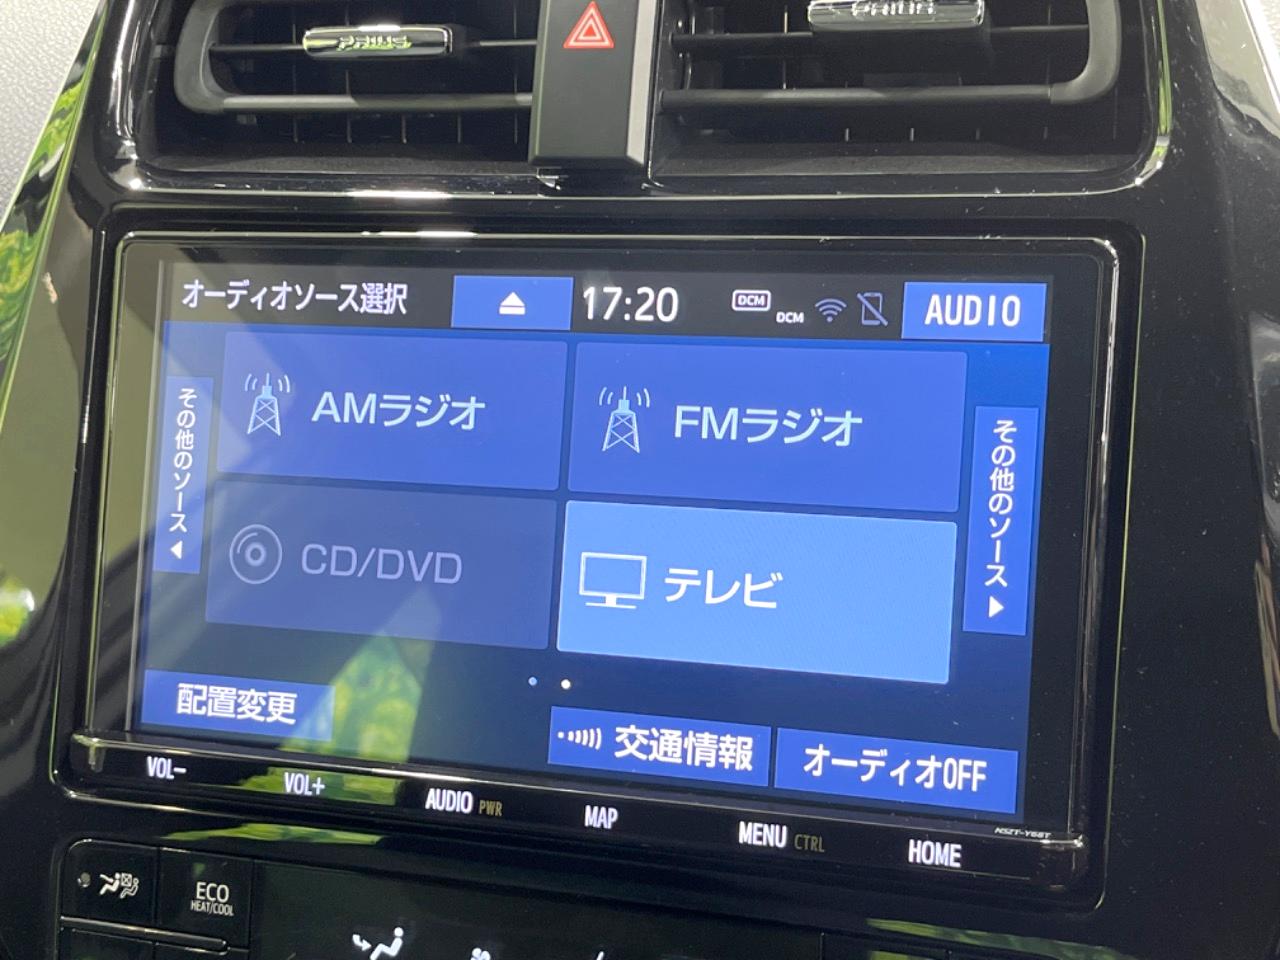 PRIUS
PRIUS
オーディオソース選択
17:20
DCM
DCM
AUDIO
その他のソース
AMラジオ
FMラジオ
その他のソース
CD/DVD
テレビ
配置変更
交通情報
オーディオOFF
VOL-
VOL+
AUDIO PWR
MAP
MENU CTRL
HOME
NSZT-Y68T
ECO
HEAT/COOL